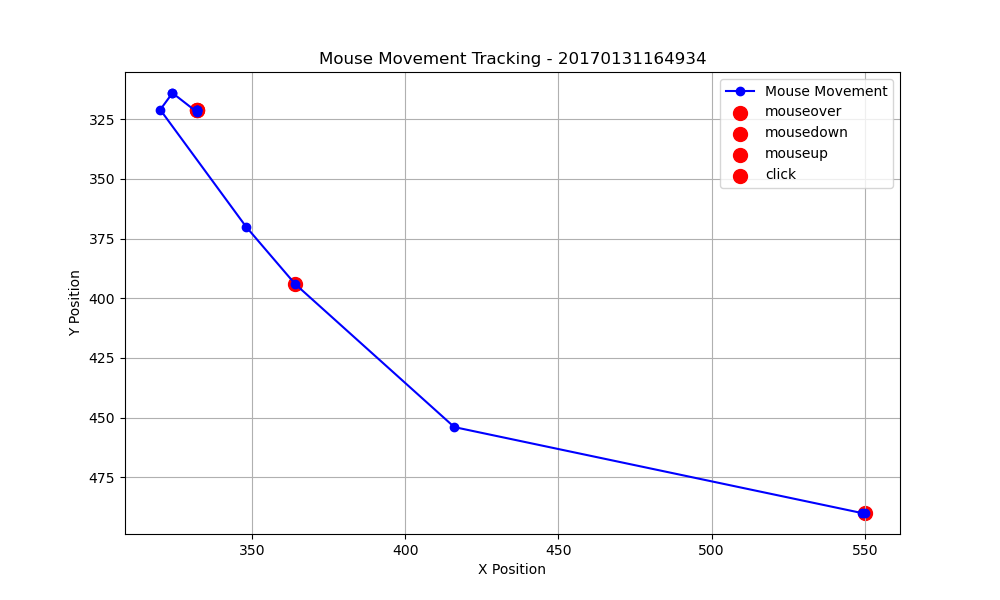 Mouse Movement Tracking - 20170131164934
Mouse Movement
mouseover
mousedown
mouseup
click
325
350
375
400
425
450
475
Y Position
350
400
450
500
550
X Position